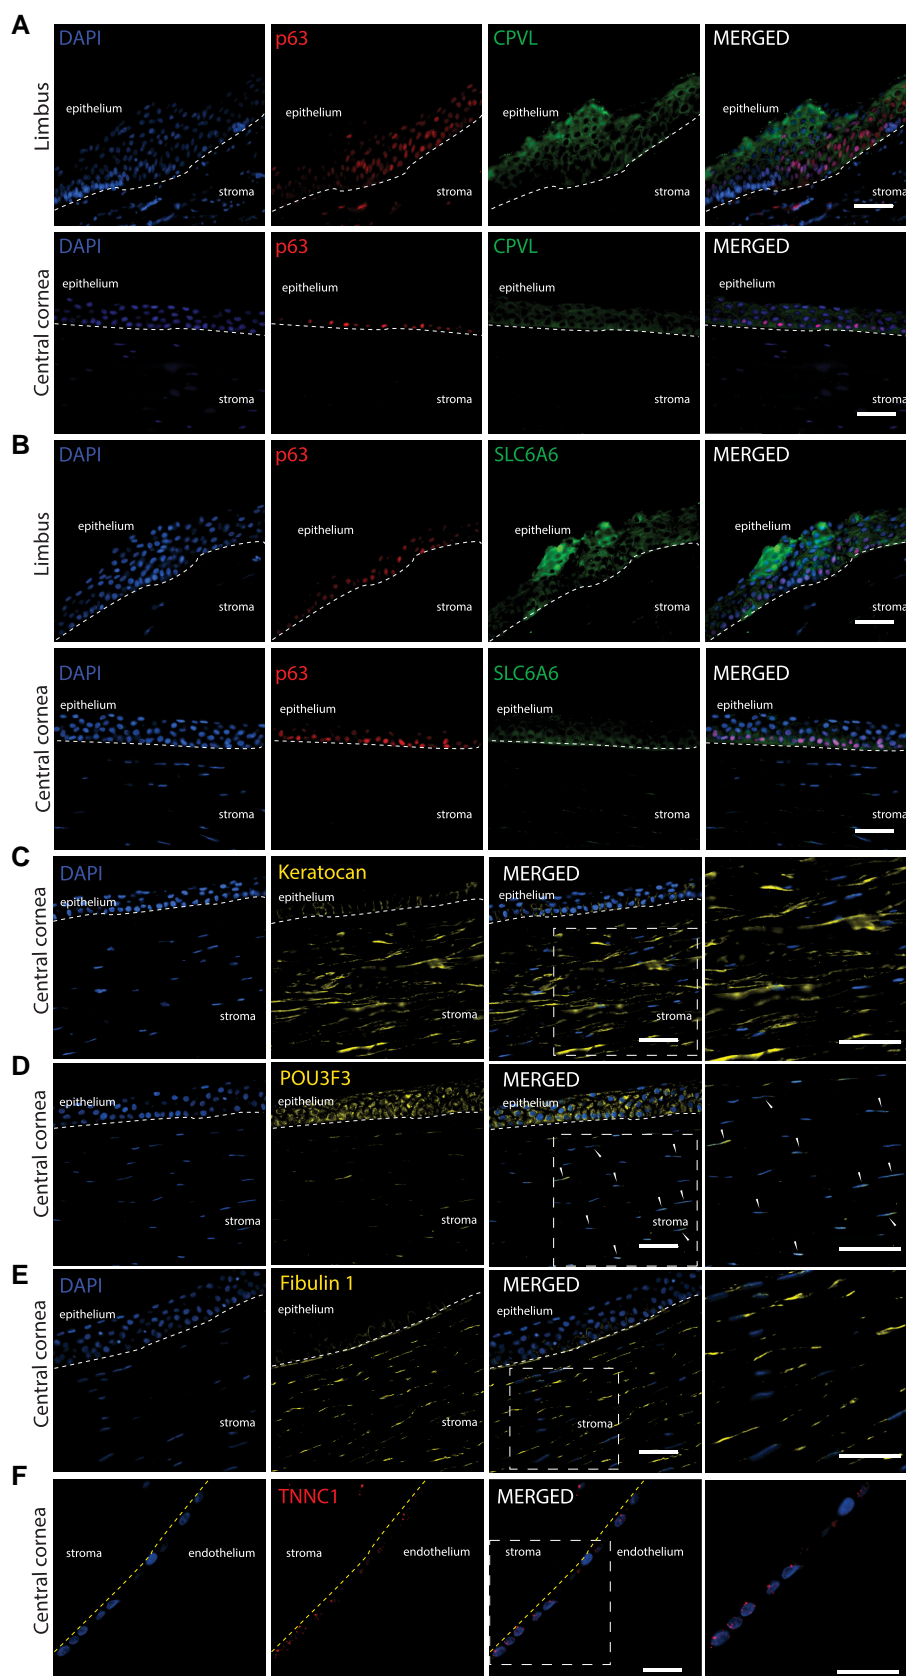 A
Limbus
DAPI
epithelium
stroma
p63
epithelium
stroma
CPVL
epithelium
stroma
MERGED
epithelium
stroma
Central cornea
DAPI
epithelium
stroma
p63
epithelium
stroma
CPVL
epithelium
stroma
MERGED
epithelium
stroma
B
Limbus
DAPI
epithelium
stroma
p63
epithelium
stroma
SLC6A6
epithelium
stroma
MERGED
epithelium
stroma
Central cornea
DAPI
epithelium
stroma
p63
epithelium
stroma
SLC6A6
epithelium
stroma
MERGED
epithelium
stroma
C
Central cornea
DAPI
epithelium
stroma
Keratocan
epithelium
stroma
MERGED
epithelium
stroma
D
Central cornea
DAPI
epithelium
stroma
POU3F3
epithelium
stroma
MERGED
epithelium
stroma
E
Central cornea
DAPI
epithelium
stroma
Fibulin 1
epithelium
stroma
MERGED
epithelium
stroma
F
Central cornea
stroma
endothelium
TNNC1
stroma
endothelium
MERGED
stroma
endothelium